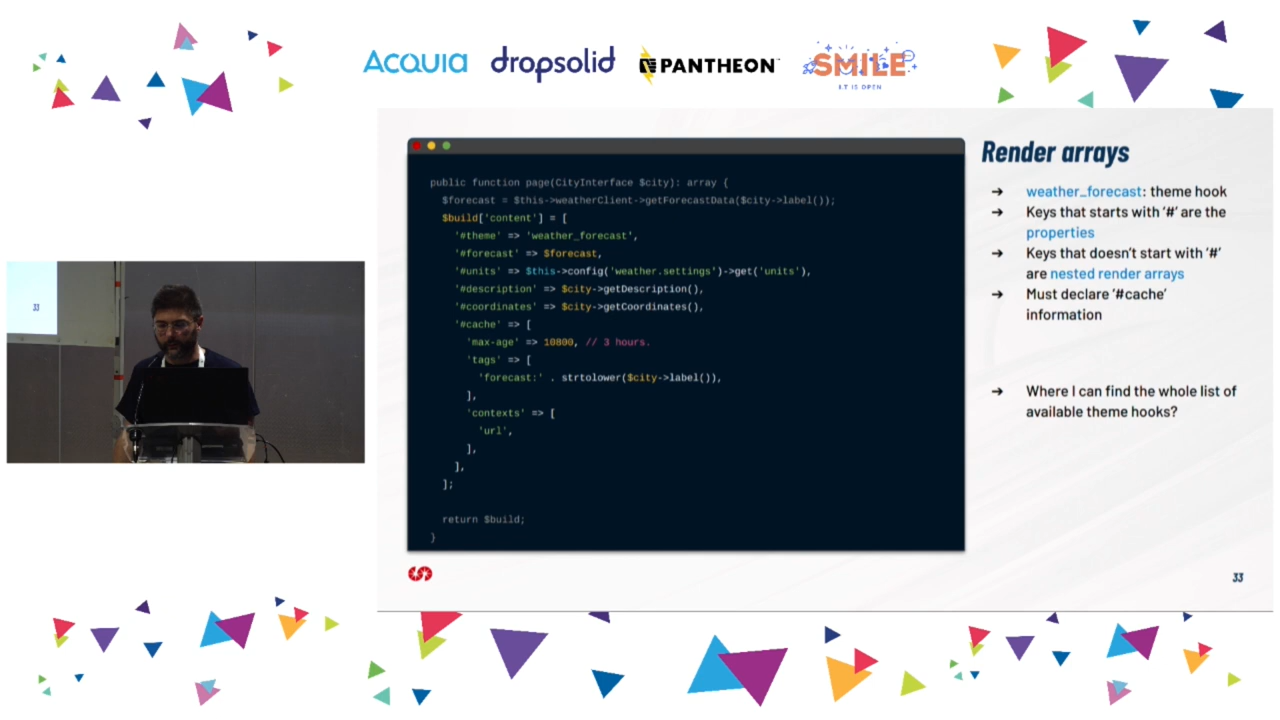 ACQUIA dropsolid PANTHEON SMILE
I.T IS OPEN
public function page(CityInterface $city): array {
$forecast = $this->weatherClient->getForecastData($city->label());
$build['content'] = [
'#theme' => 'weather_forecast',
'#forecast' => $forecast,
'#units' => $this->config('weather.settings')->get('units'),
'#description' => $city->getDescription(),
'#coordinates' => $city->getCoordinates(),
'#cache' => [
'max-age' => 10800, // 3 hours.
'tags' => [
'forecast:' . strtolower($city->label()),
],
'contexts' => [
'url',
],
],
];
return $build;
}
Render arrays
➔ weather_forecast: theme hook
➔ Keys that starts with ‘#’ are the
properties
➔ Keys that doesn’t start with ‘#’
are nested render arrays
➔ Must declare ‘#cache’
information
➔ Where I can find the whole list of
available theme hooks?
33
33